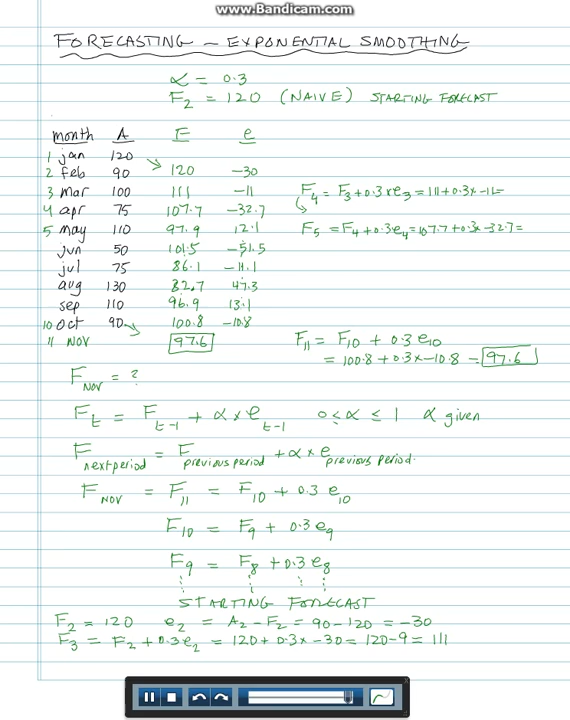 www.Bandicam.com
FORECASTING - EXPONENTIAL SMOOTHING
α = 0.3
F2 = 120 (NAIVE) STARTING FORECAST
month A F e
1 jan 120
2 feb 90 120 -30
3 mar 100 111 -11 F4 = F3 + 0.3 x e3 = 111 + 0.3 x -11 =
4 apr 75 107.7 -32.7
5 may 110 97.9 12.1 F5 = F4 + 0.3 e4 = 107.7 + 0.3 x -32.7 =
jun 50 101.5 -51.5
jul 75 86.1 -11.1
aug 130 82.7 47.3
sep 110 96.9 13.1
10 Oct 90 100.8 -10.8
11 NOV 97.6 F11 = F10 + 0.3 e10
= 100.8 + 0.3 x -10.8 = 97.6
FNOV = ?
Ft = Ft-1 + α x et-1 0 ≤ α ≤ 1 α given
Fnext period = Fprevious period + α x eprevious period.
FNOV = F11 = F10 + 0.3 e10
F10 = F9 + 0.3 e9
F9 = F8 + 0.3 e8
STARTING FORECAST
F2 = 120 e2 = A2 - F2 = 90 - 120 = -30
F3 = F2 + 0.3 e2 = 120 + 0.3 x -30 = 120 - 9 = 111